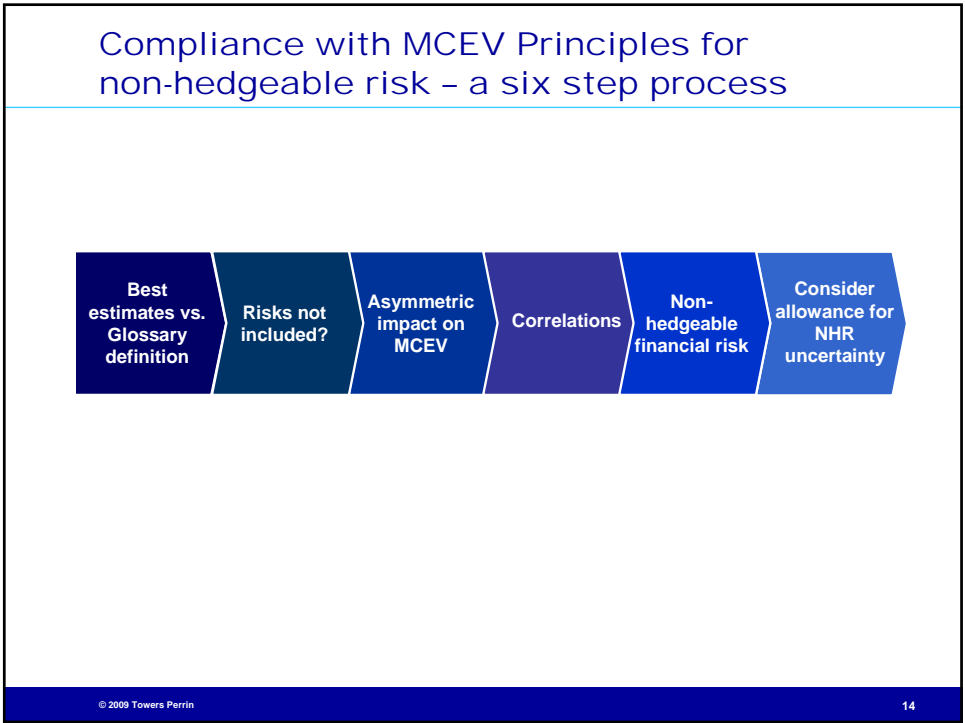 Compliance with MCEV Principles for
non-hedgeable risk – a six step process
Best
estimates vs.
Glossary
definition
Risks not
included?
Asymmetric
impact on
MCEV
Correlations
Non-
hedgeable
financial risk
Consider
allowance for
NHR
uncertainty
© 2009 Towers Perrin
14